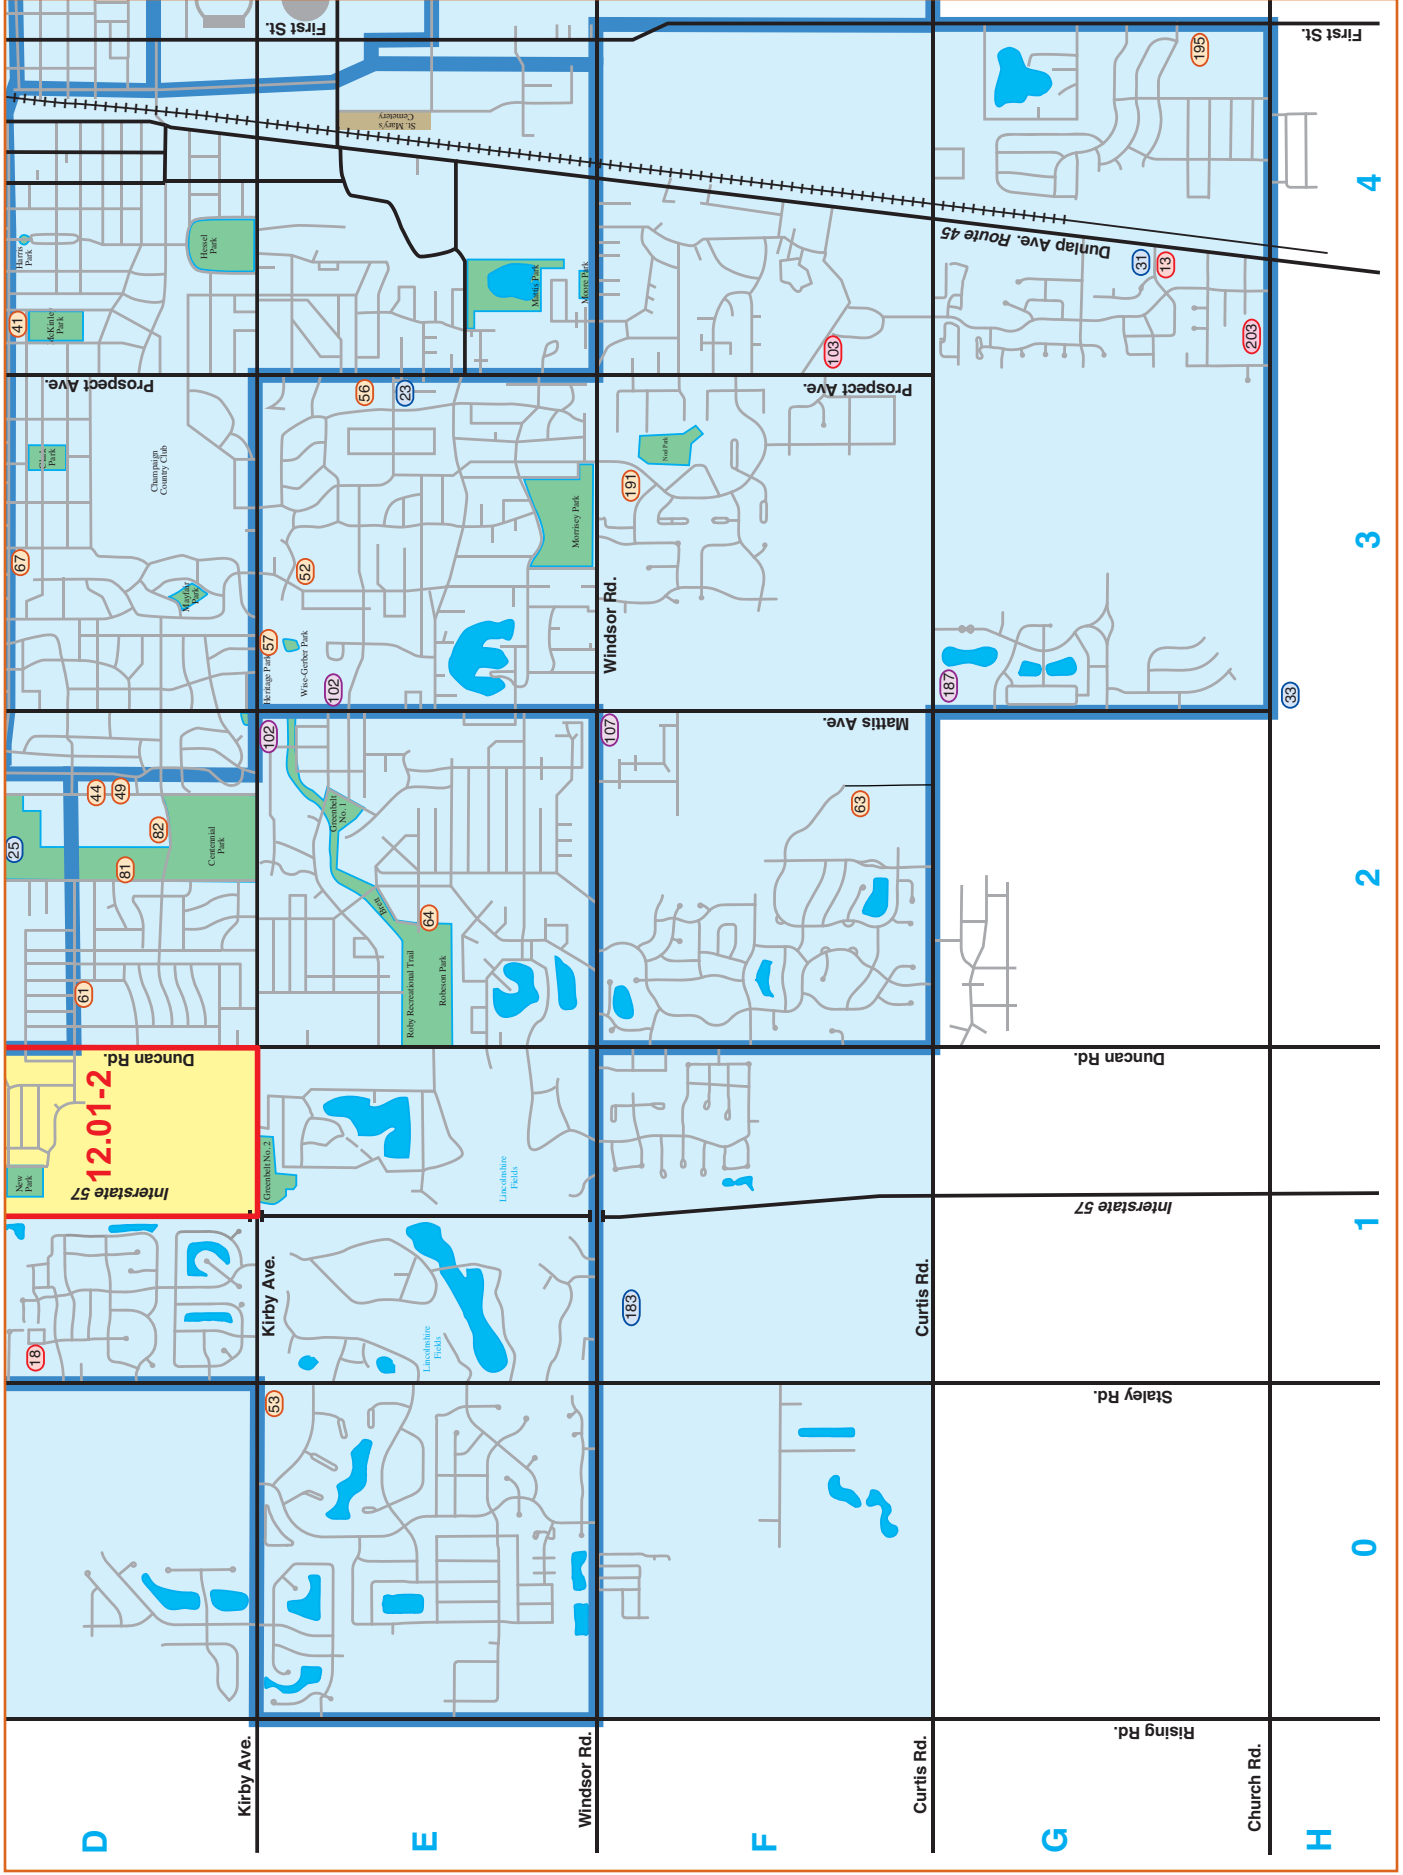 First St.
First St.
First St.
195
St. Mary's
Cemetery
Harris
Park
Hessel
Park
41
Park
Mattis Park
Moore Park
Dunlap Ave. Route 45
31
13
203
103
Prospect Ave.
Prospect Ave.
56
23
Park
Champaign
Country Club
Noel Park
191
Morrisey Park
67
52
Mayfair
Park
57
Heritage Park
Wise-Gerber Park
102
Windsor Rd.
187
33
102
107
Mattis Ave.
44
49
82
25
81
Centennial
Park
Greenbelt
No. 1
63
Brett
64
61
Roby Recreational Trail
Robeson Park
Duncan Rd.
Duncan Rd.
12.01-2
New
Park
Interstate 57
Greenbelt No. 2
Lincolnshire
Fields
Interstate 57
Kirby Ave.
Curtis Rd.
183
18
Lincolnshire
Fields
Staley Rd.
53
Rising Rd.
Kirby Ave.
Windsor Rd.
Curtis Rd.
Church Rd.
D
E
F
G
H
0
1
2
3
4